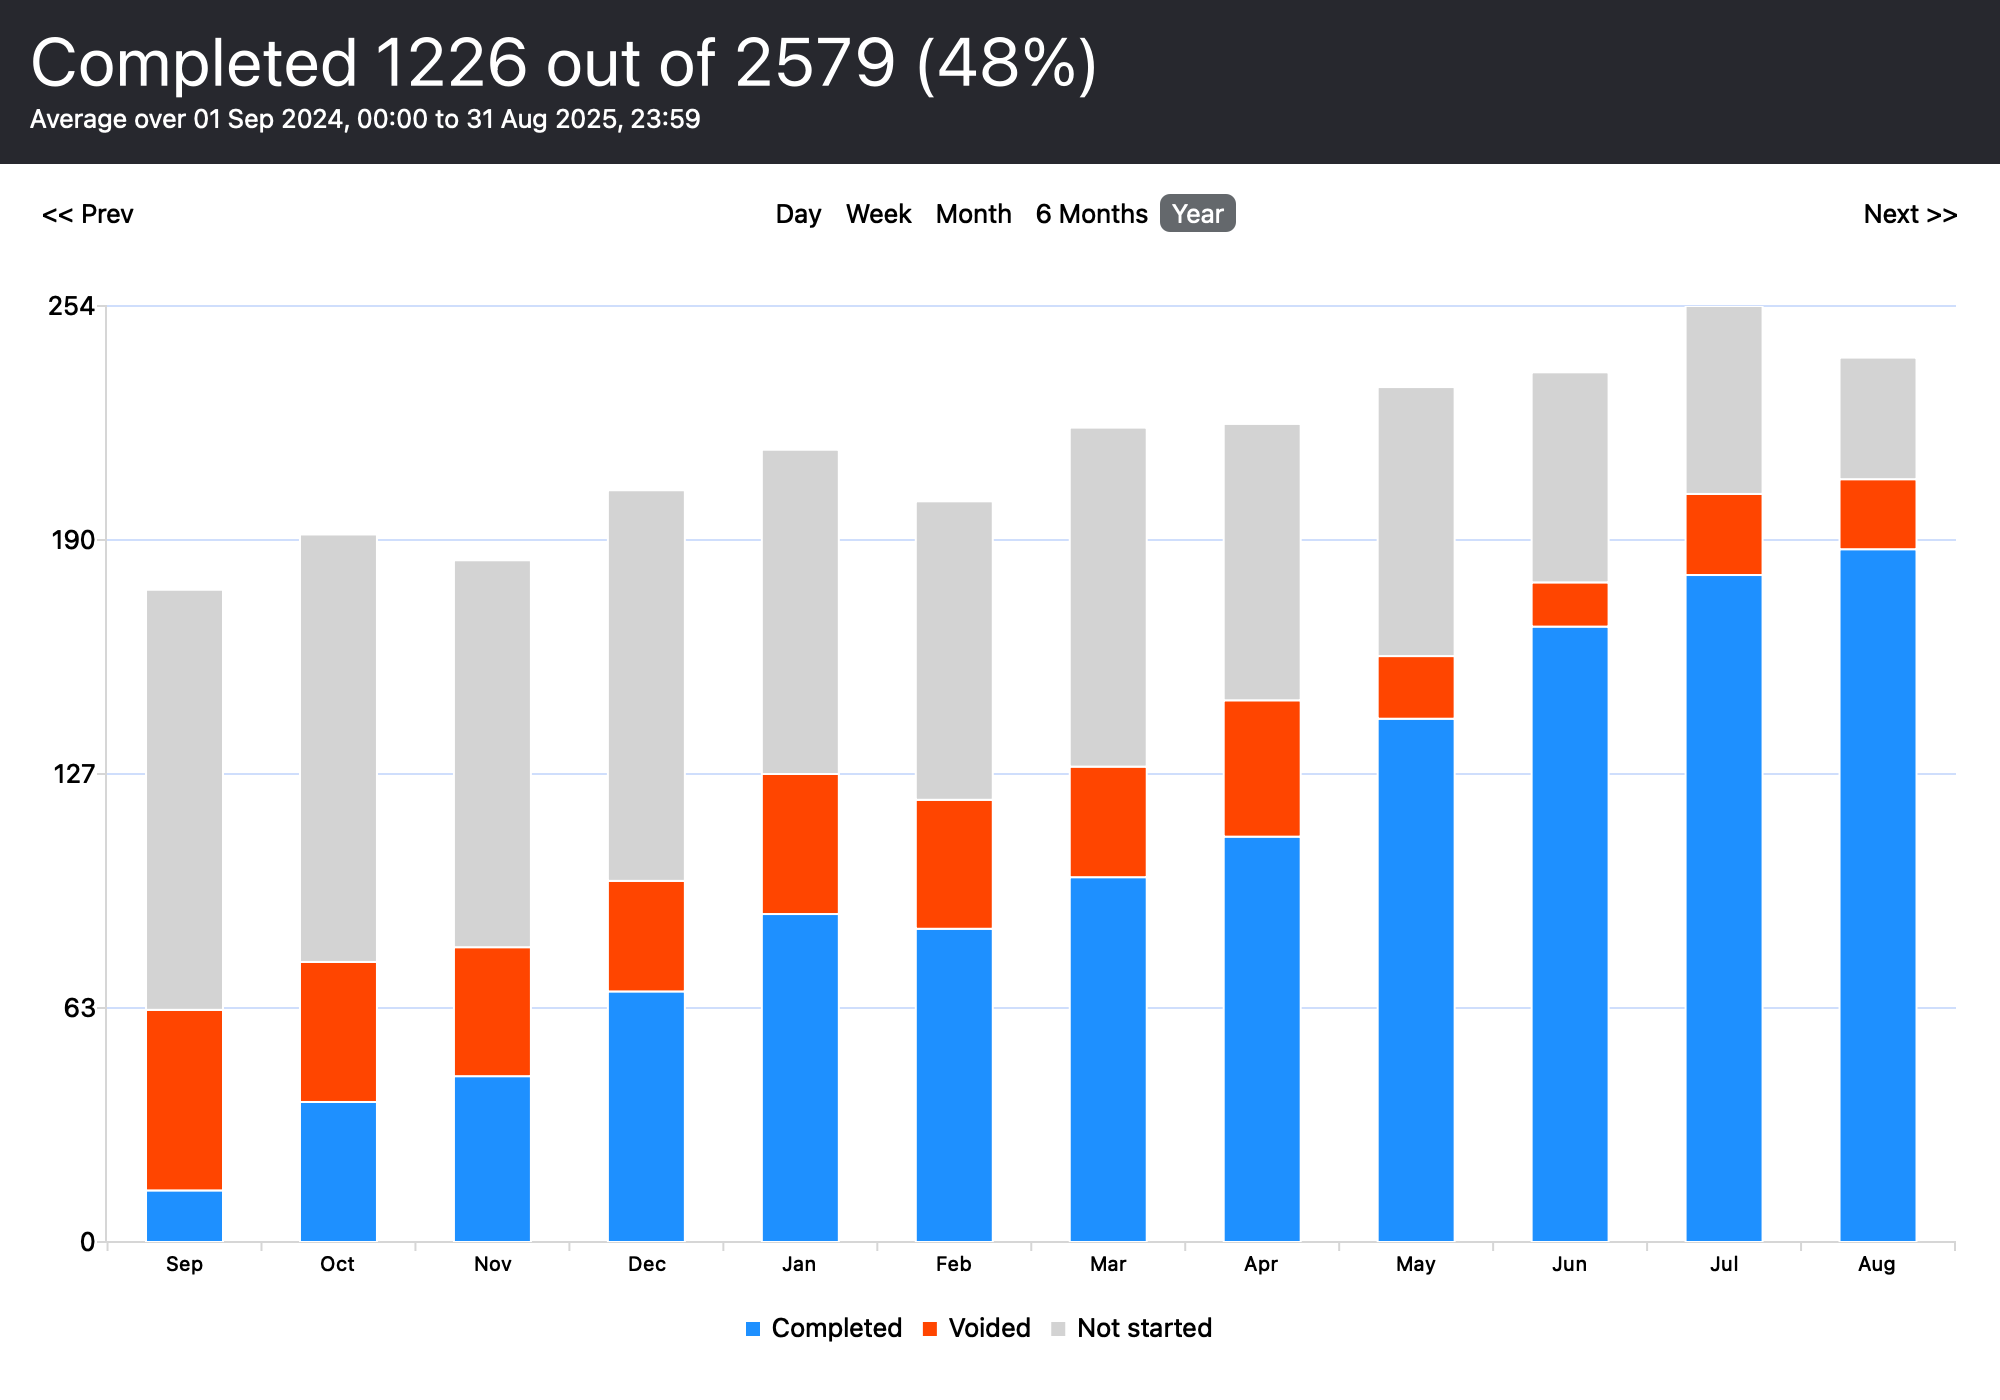 Completed 1226 out of 2579 (48%)
Average over 01 Sep 2024, 00:00 to 31 Aug 2025, 23:59
<< Prev Day Week Month 6 Months Year Next >>
254
190
127
63
0
Sep Oct Nov Dec Jan Feb Mar Apr May Jun Jul Aug
Completed Voided Not started